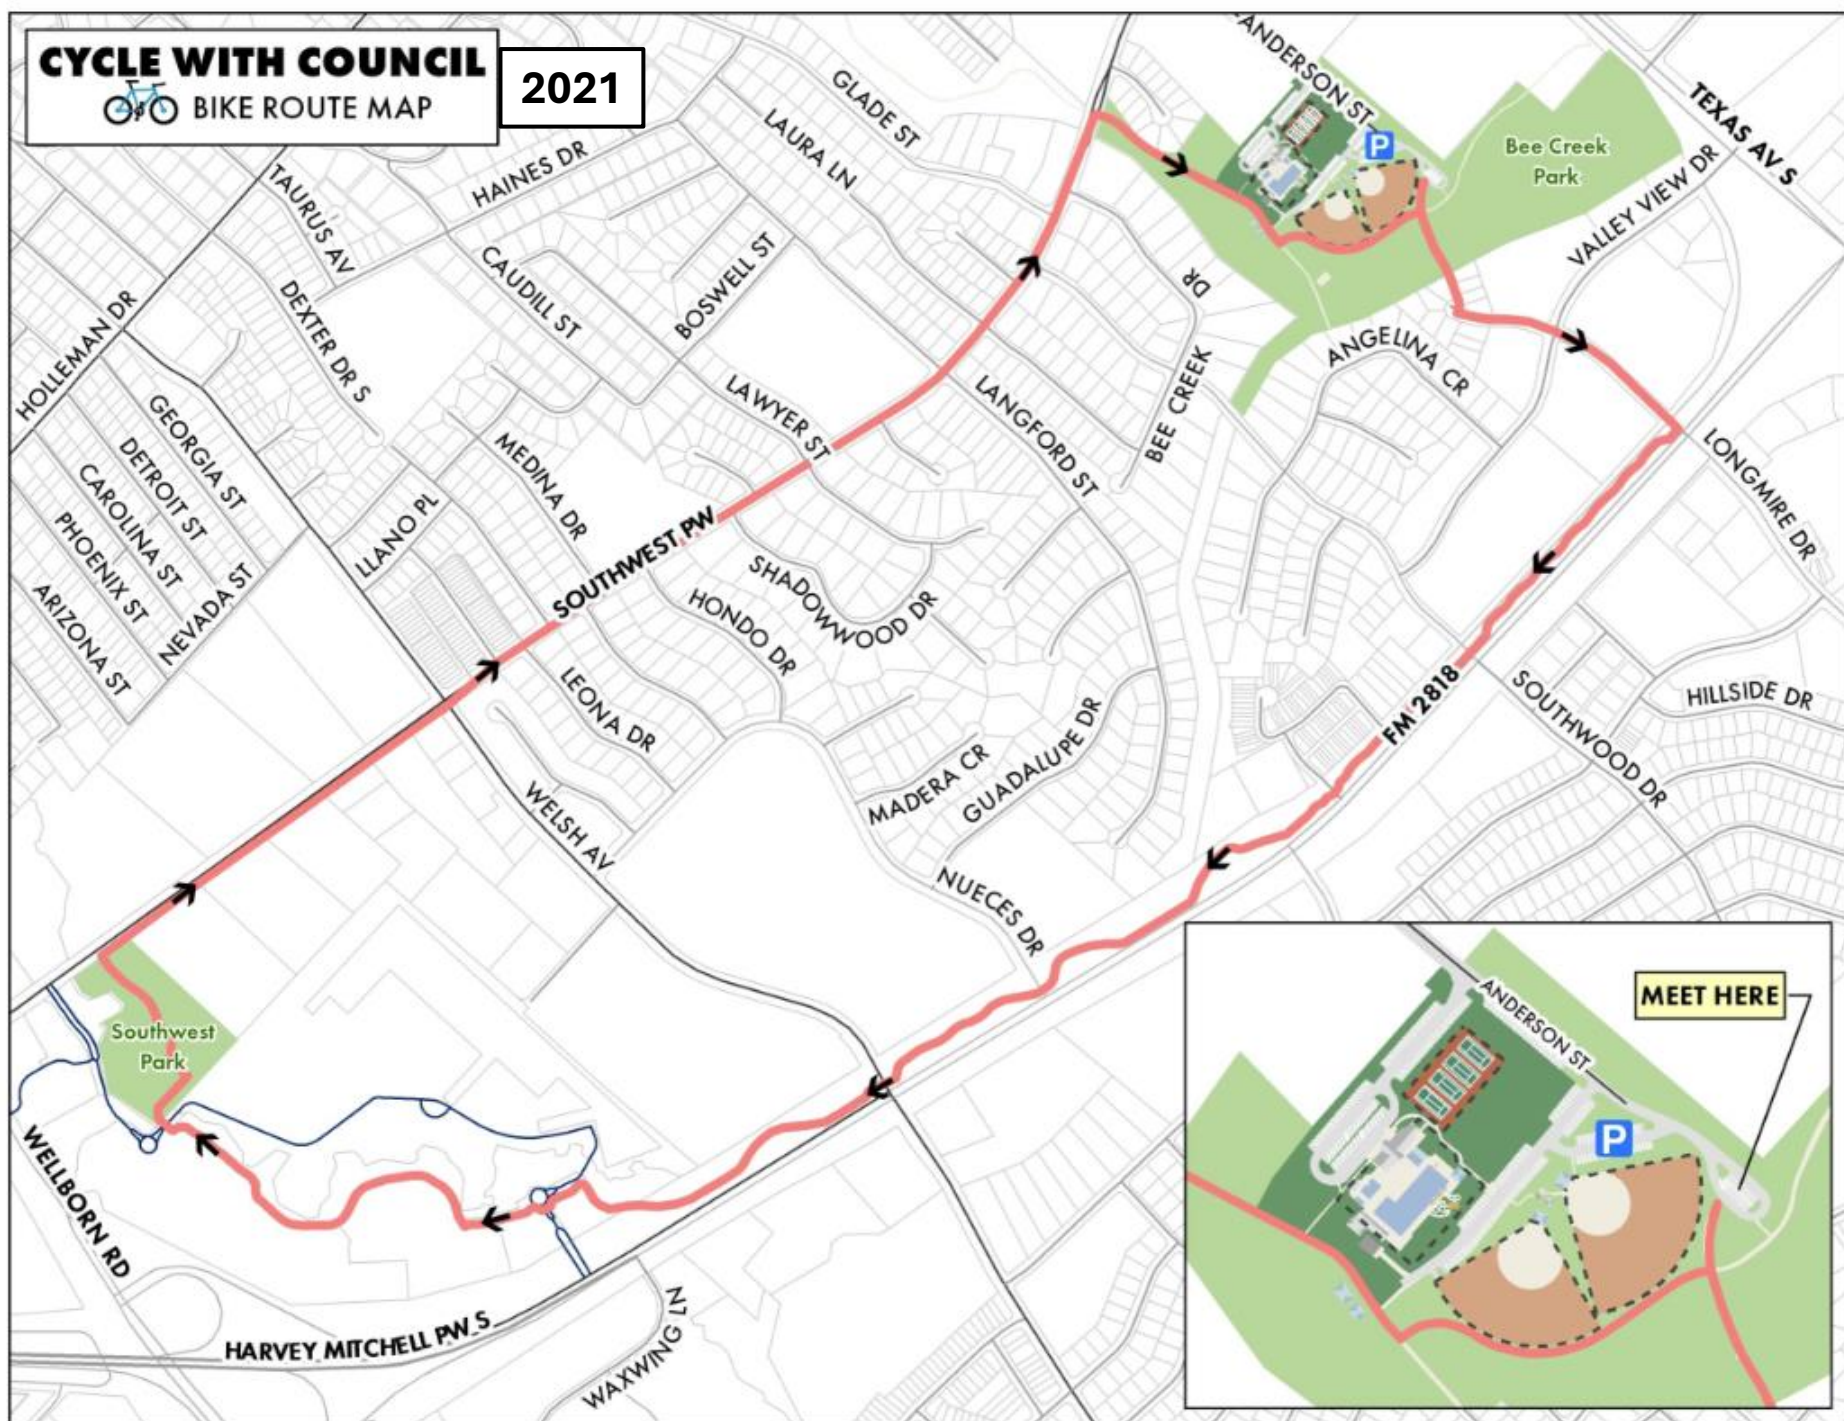 CYCLE WITH COUNCIL
BIKE ROUTE MAP
2021
ANDERSON ST
TEXAS AV S
GLADE ST
LAURA LN
HAINES DR
TAURUS AV
P
Bee Creek
Park
VALLEY VIEW DR
CAUDILL ST
BOSWELL ST
DEXTER DR S
HOLLEMAN DR
BEE CREEK
DR
ANGELINA CR
LAWYER ST
LANGFORD ST
GEORGIA ST
DETROIT ST
CAROLINA ST
PHOENIX ST
ARIZONA ST
NEVADA ST
LLANO PL
MEDINA DR
LONGMIRE DR
SOUTHWEST PW
SHADOWWOOD DR
HONDO DR
LEONA DR
FM 2818
SOUTHWOOD DR
HILLSIDE DR
MADERA CR
GUADALUPE DR
WELSH AV
NUECES DR
Southwest
Park
WELLBORN RD
HARVEY MITCHELL PW S
WAXWING LN
MEET HERE
ANDERSON ST
P